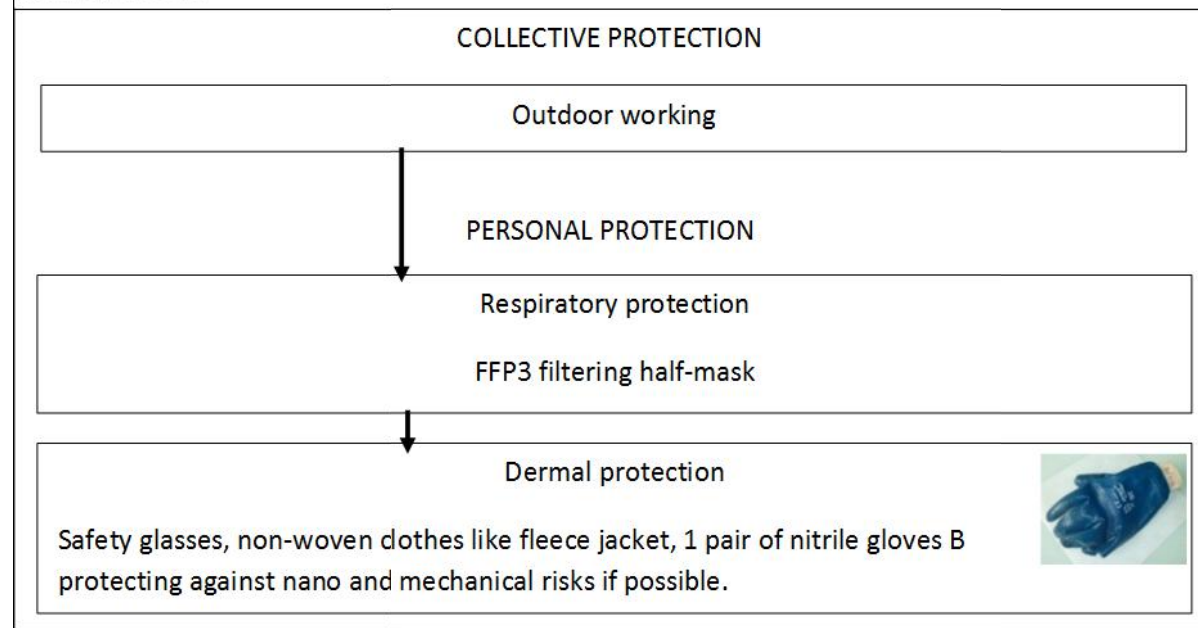 COLLECTIVE PROTECTION
Outdoor working
PERSONAL PROTECTION
Respiratory protection
FFP3 filtering half-mask
Dermal protection
Safety glasses, non-woven clothes like fleece jacket, 1 pair of nitrile gloves B
protecting against nano and mechanical risks if possible.